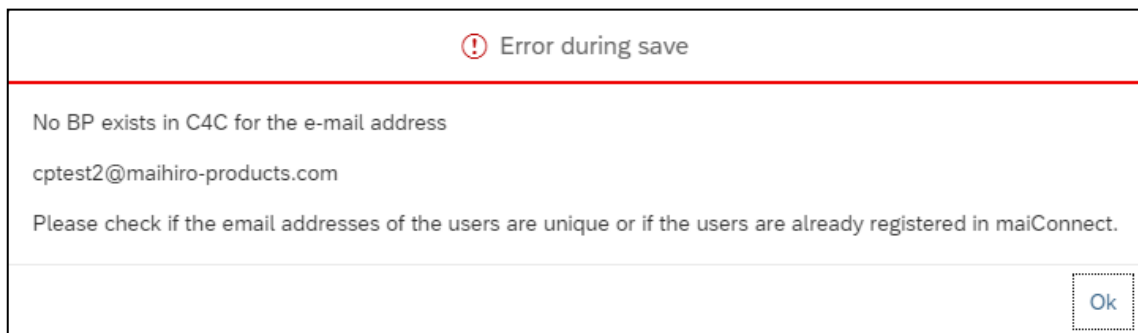 Error during save
No BP exists in C4C for the e-mail address
cptest2@maihiro-products.com
Please check if the email addresses of the users are unique or if the users are already registered in maiConnect.
Ok